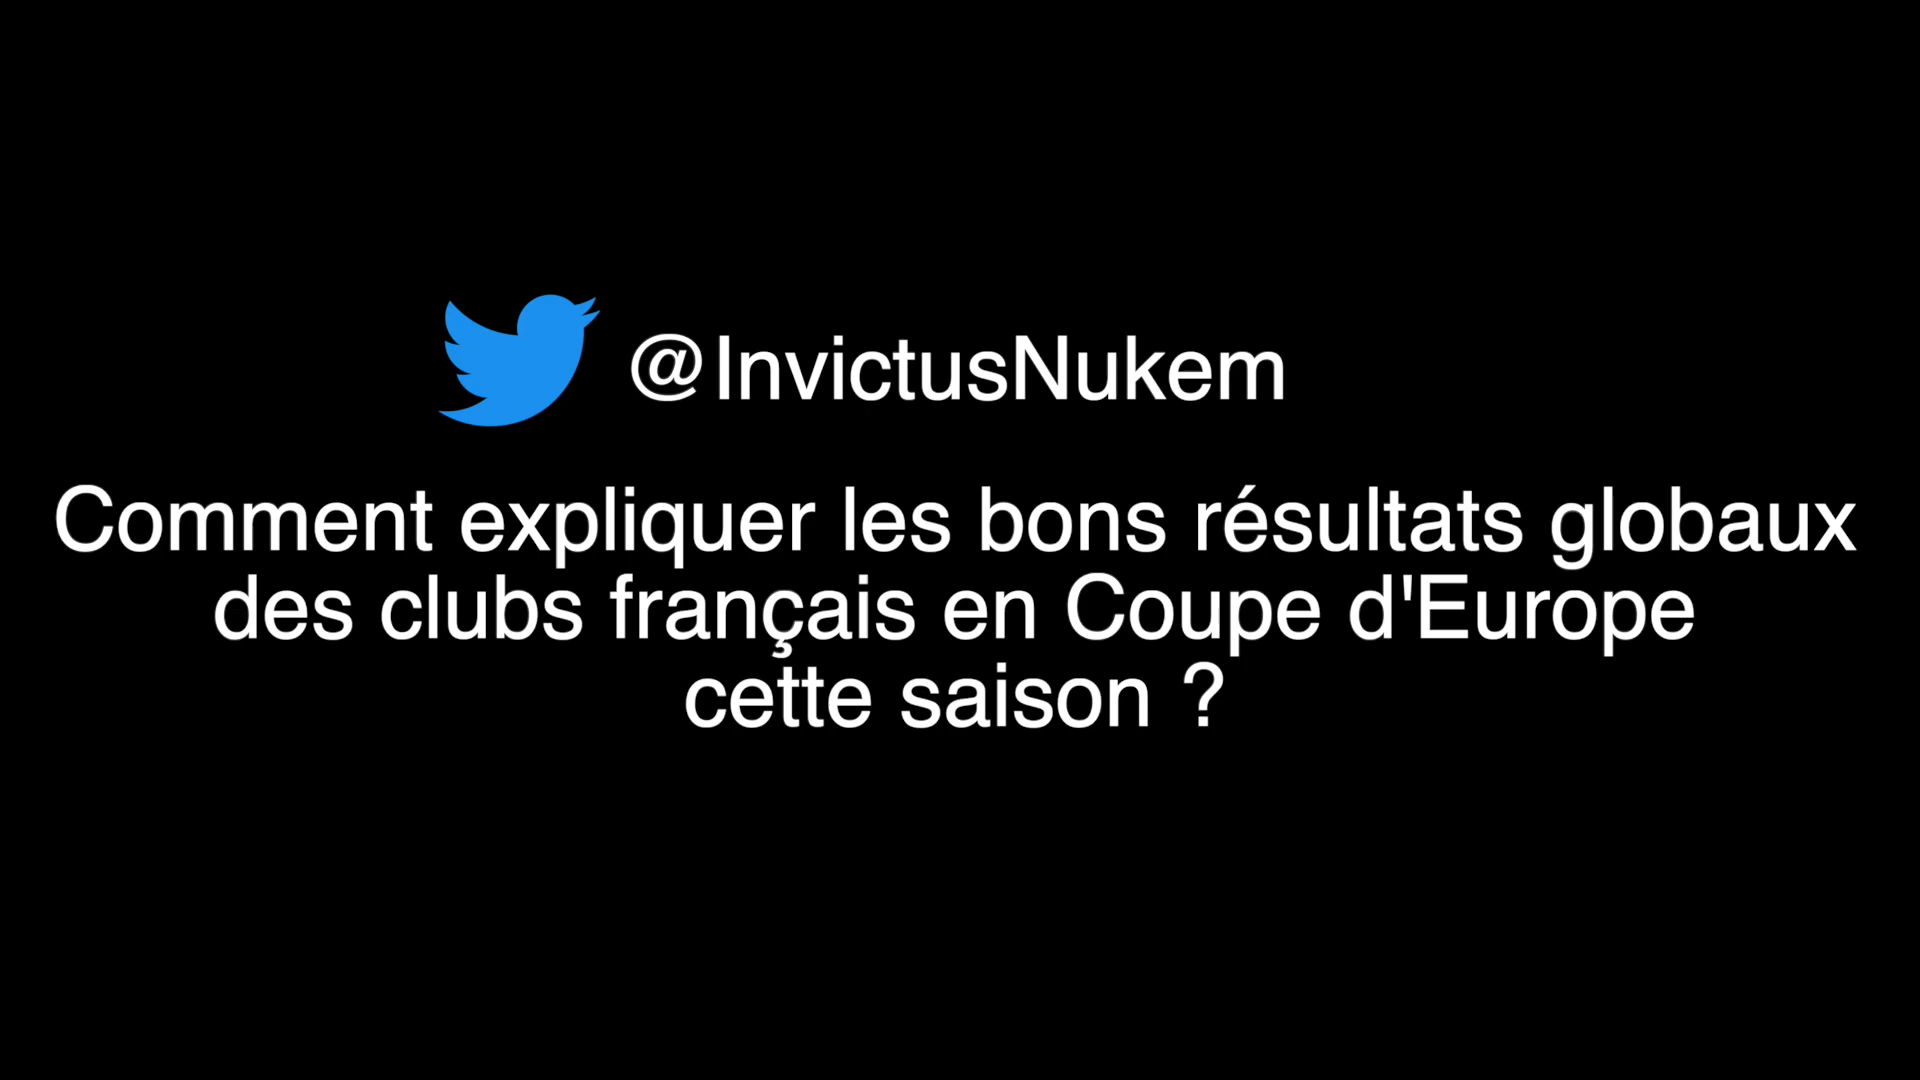 @InvictusNukem
Comment expliquer les bons résultats globaux
des clubs français en Coupe d'Europe
cette saison ?